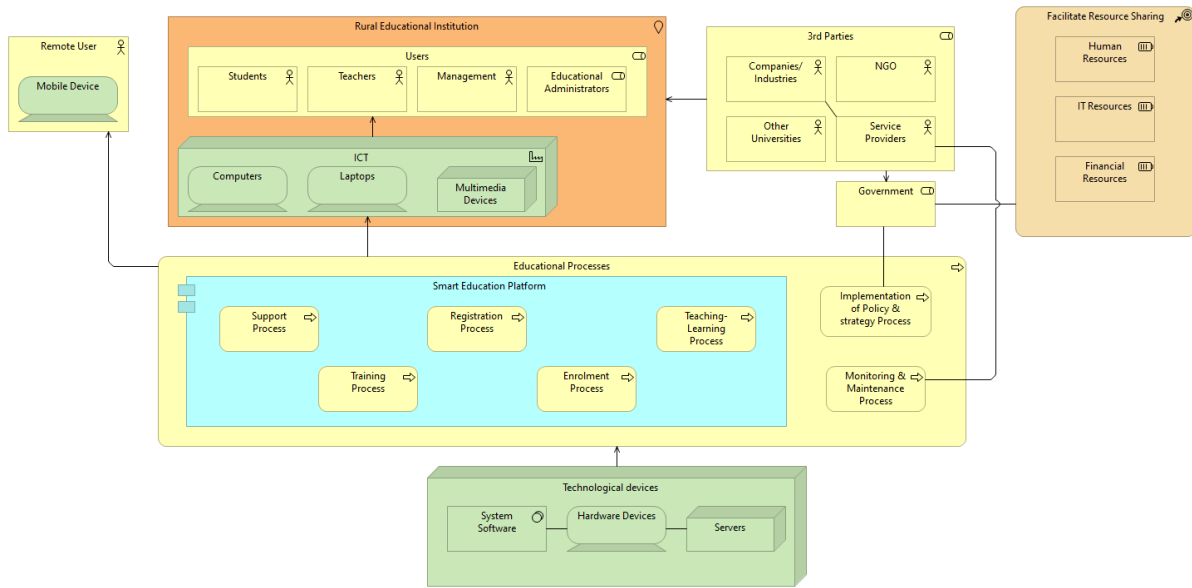 Remote User
Mobile Device
Rural Educational Institution
Users
Students
Teachers
Management
Educational
Administrators
ICT
Computers
Laptops
Multimedia
Devices
3rd Parties
Companies/
Industries
NGO
Other
Universities
Service
Providers
Government
Facilitate Resource Sharing
Human
Resources
IT Resources
Financial
Resources
Educational Processes
Smart Education Platform
Support
Process
Registration
Process
Teaching-
Learning
Process
Training
Process
Enrolment
Process
Implementation
of Policy &
strategy Process
Monitoring &
Maintenance
Process
Technological devices
System
Software
Hardware Devices
Servers